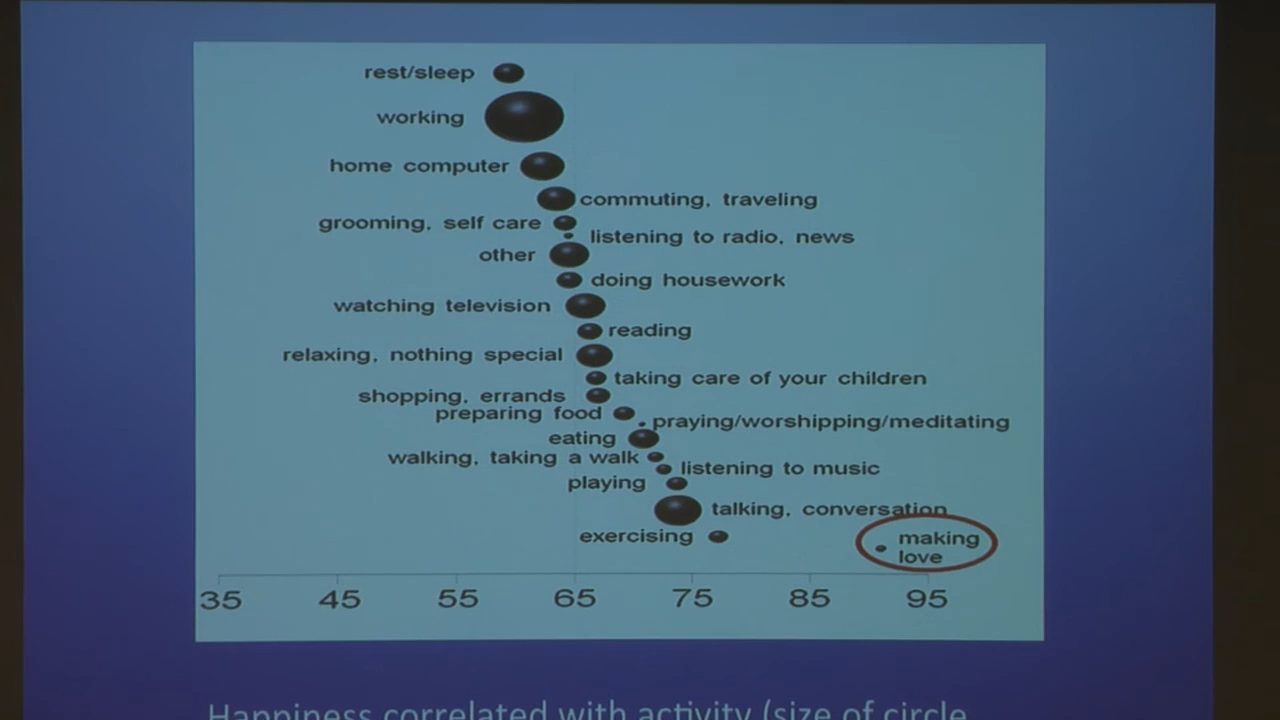 rest/sleep
working
home computer
commuting, traveling
grooming, self care
listening to radio, news
other
doing housework
watching television
reading
relaxing, nothing special
taking care of your children
shopping, errands
preparing food
praying/worshipping/meditating
eating
walking, taking a walk
listening to music
playing
talking, conversation
exercising
making
love
35 45 55 65 75 85 95
Happiness correlated with activity (size of circle